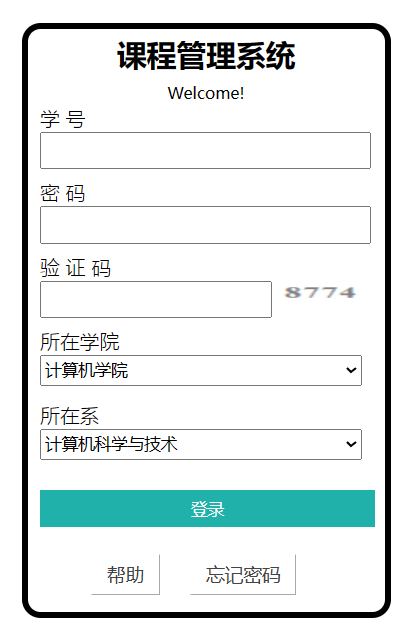 课程管理系统
Welcome!
学 号
密 码
验 证 码
8774
所在学院
计算机学院
所在系
计算机科学与技术
登录
帮助 忘记密码